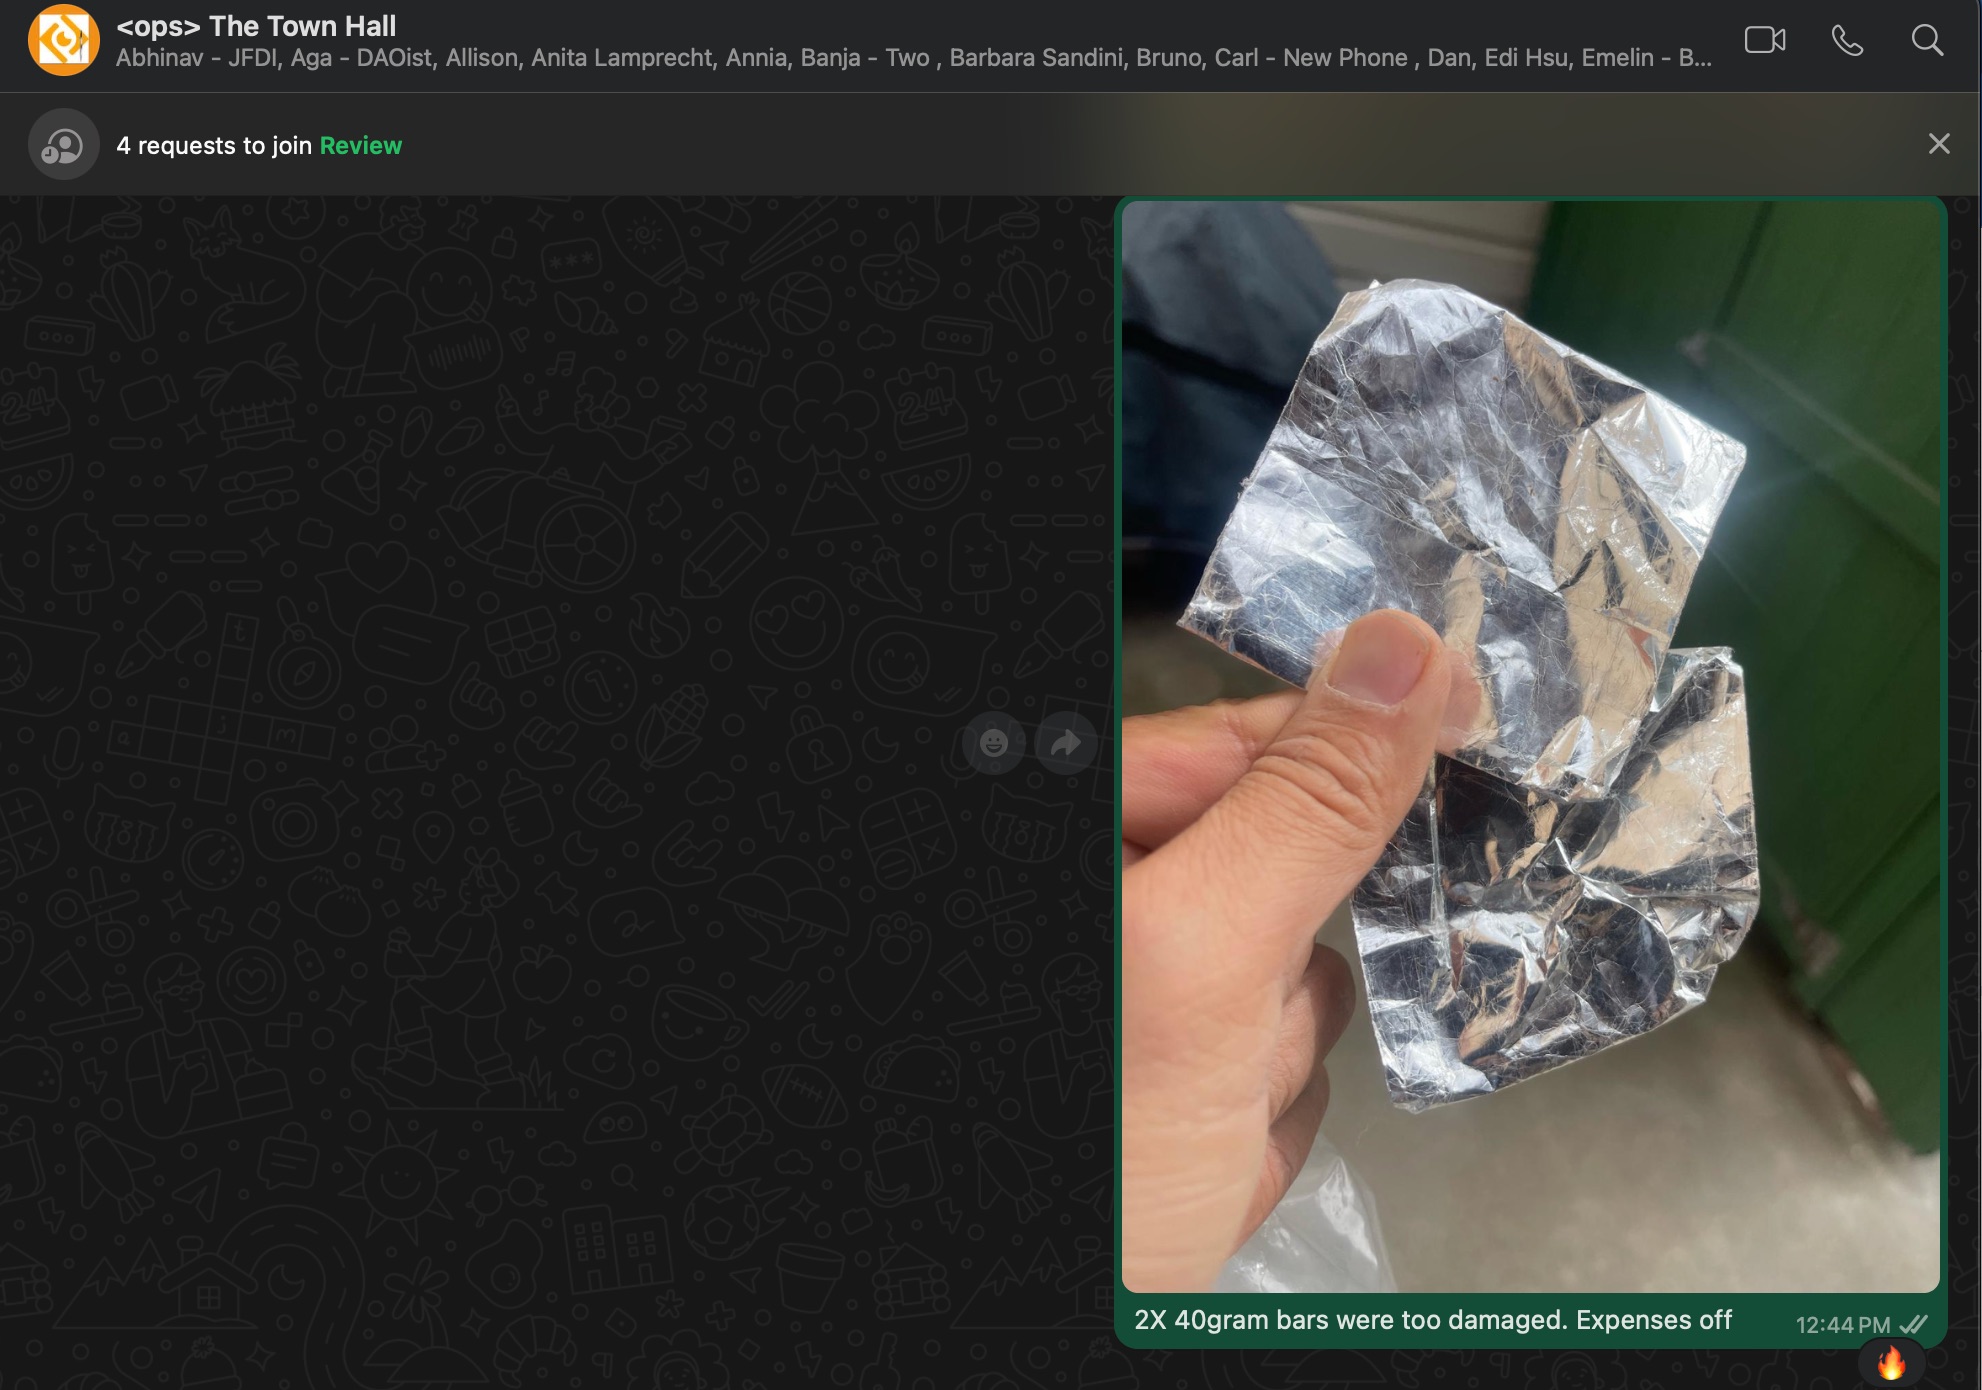 <ops> The Town Hall
Abhinav - JFDI, Aga - DAOist, Allison, Anita Lamprecht, Annia, Banja - Two , Barbara Sandini, Bruno, Carl - New Phone , Dan, Edi Hsu, Emelin - B...
4 requests to join Review
2X 40gram bars were too damaged. Expenses off
12:44 PM